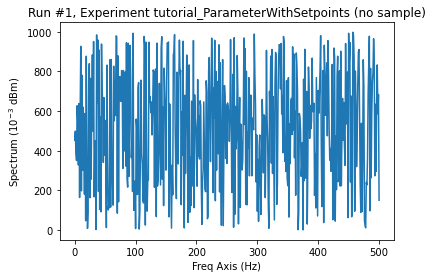 Run #1, Experiment tutorial_ParameterWithSetpoints (no sample)
1000
800
600
400
200
0
Spectrum (10⁻³ dBm)
0 100 200 300 400 500
Freq Axis (Hz)